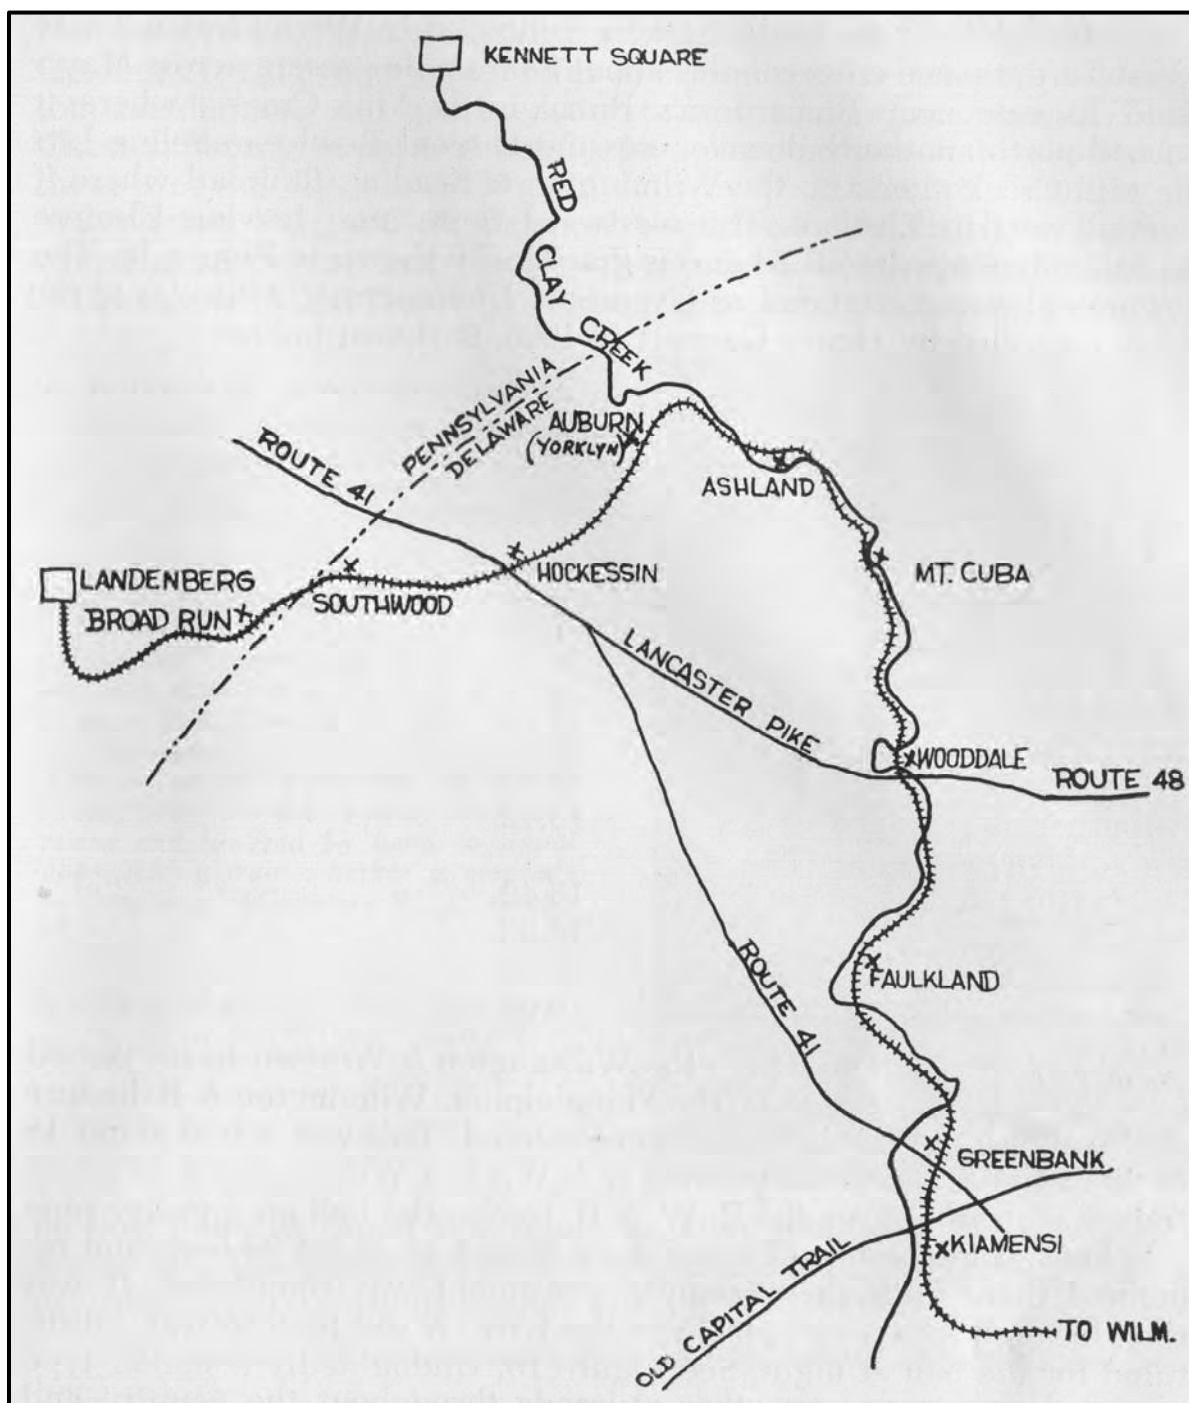 KENNETT SQUARE
RED
CLAY
CREEK
PENNSYLVANIA
DELAWARE
AUBURN
(YORKLYN)
ROUTE 41
ASHLAND
HOCKESSIN
MT. CUBA
LANDENBERG
BROAD RUN
SOUTHWOOD
LANCASTER PIKE
WOODDALE
ROUTE 48
ROUTE 41
FAULKLAND
GREENBANK
KIAMENSI
OLD CAPITAL TRAIL
TO WILM.